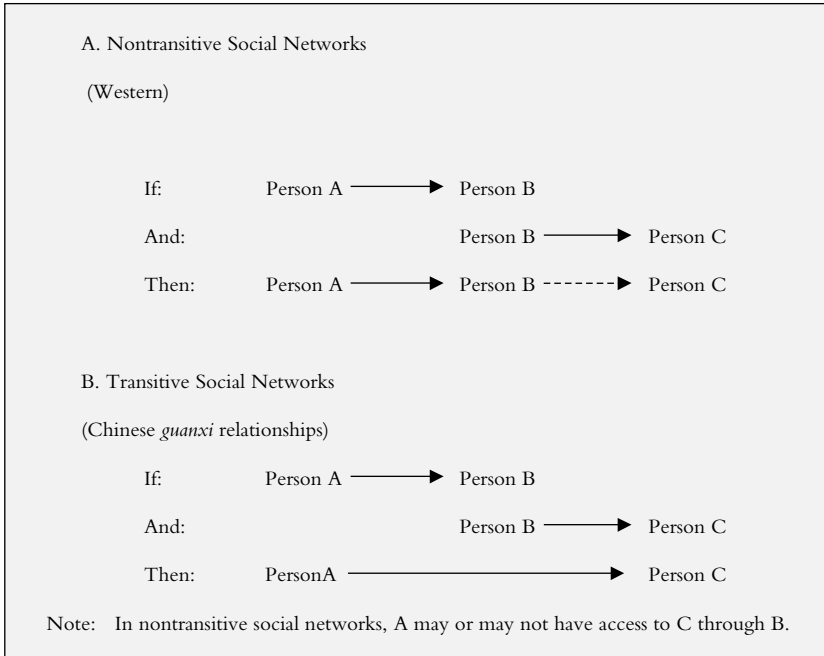 A. Nontransitive Social Networks
(Western)
If: Person A Person B
And: Person B Person C
Then: Person A Person B Person C
B. Transitive Social Networks
(Chinese guanxi relationships)
If: Person A Person B
And: Person B Person C
Then: PersonA Person C
Note: In nontransitive social networks, A may or may not have access to C through B.